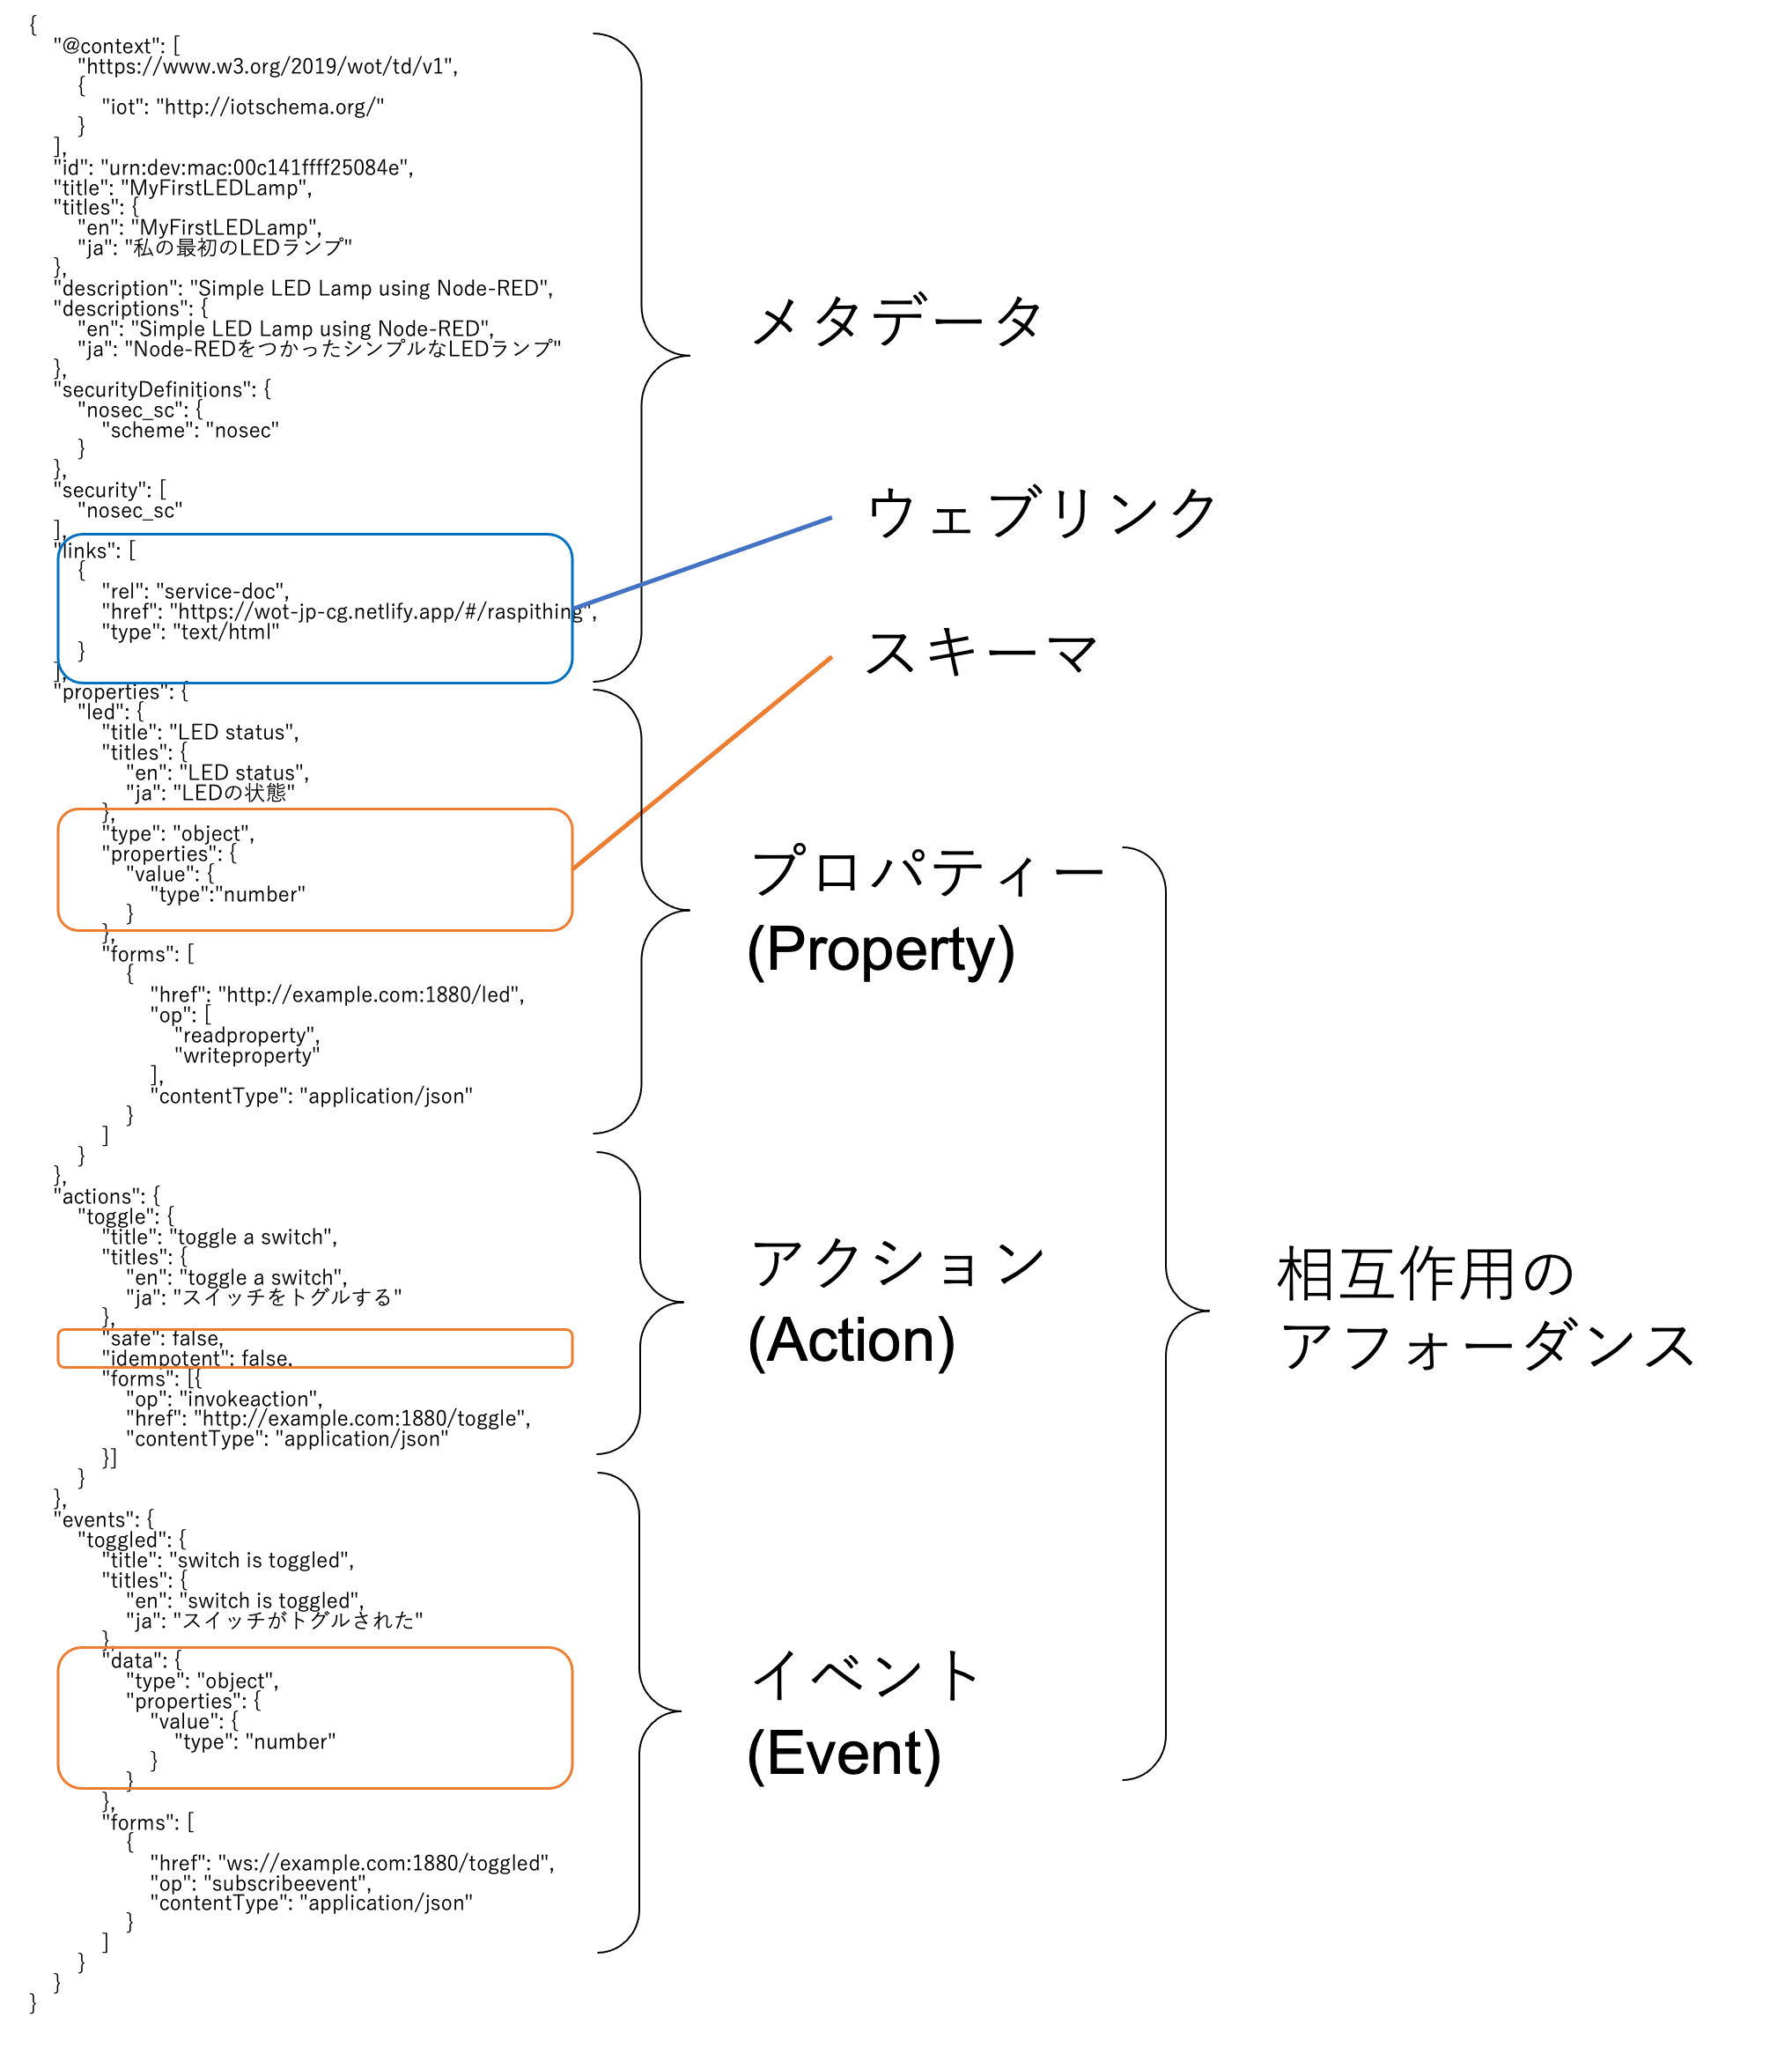 {
"@context": [
"https://www.w3.org/2019/wot/td/v1",
{
"iot": "http://iotschema.org/"
}
],
"id": "urn:dev:mac:00c141ffff25084e",
"title": "MyFirstLEDLamp",
"titles": {
"en": "MyFirstLEDLamp",
"ja": "私の最初のLEDランプ"
},
"description": "Simple LED Lamp using Node-RED",
"descriptions": {
"en": "Simple LED Lamp using Node-RED",
"ja": "Node-REDをつかったシンプルなLEDランプ"
},
"securityDefinitions": {
"nosec_sc": {
"scheme": "nosec"
}
},
"security": [
"nosec_sc"
],
"links": [
{
"rel": "service-doc",
"href": "https://wot-jp-cg.netlify.app/#/raspithing",
"type": "text/html"
}
],
"properties": {
"led": {
"title": "LED status",
"titles": {
"en": "LED status",
"ja": "LEDの状態"
},
"type": "object",
"properties": {
"value": {
"type":"number"
}
},
"forms": [
{
"href": "http://example.com:1880/led",
"op": [
"readproperty",
"writeproperty"
],
"contentType": "application/json"
}
]
}
},
"actions": {
"toggle": {
"title": "toggle a switch",
"titles": {
"en": "toggle a switch",
"ja": "スイッチをトグルする"
},
"safe": false,
"idempotent": false,
"forms": [{
"op": "invokeaction",
"href": "http://example.com:1880/toggle",
"contentType": "application/json"
}]
}
},
"events": {
"toggled": {
"title": "switch is toggled",
"titles": {
"en": "switch is toggled",
"ja": "スイッチがトグルされた"
},
"data": {
"type": "object",
"properties": {
"value": {
"type": "number"
}
}
},
"forms": [
{
"href": "ws://example.com:1880/toggled",
"op": "subscribeevent",
"contentType": "application/json"
}
]
}
}
}
メタデータ
ウェブリンク
スキーマ
プロパティー
(Property)
アクション
(Action)
イベント
(Event)
相互作用の
アフォーダンス